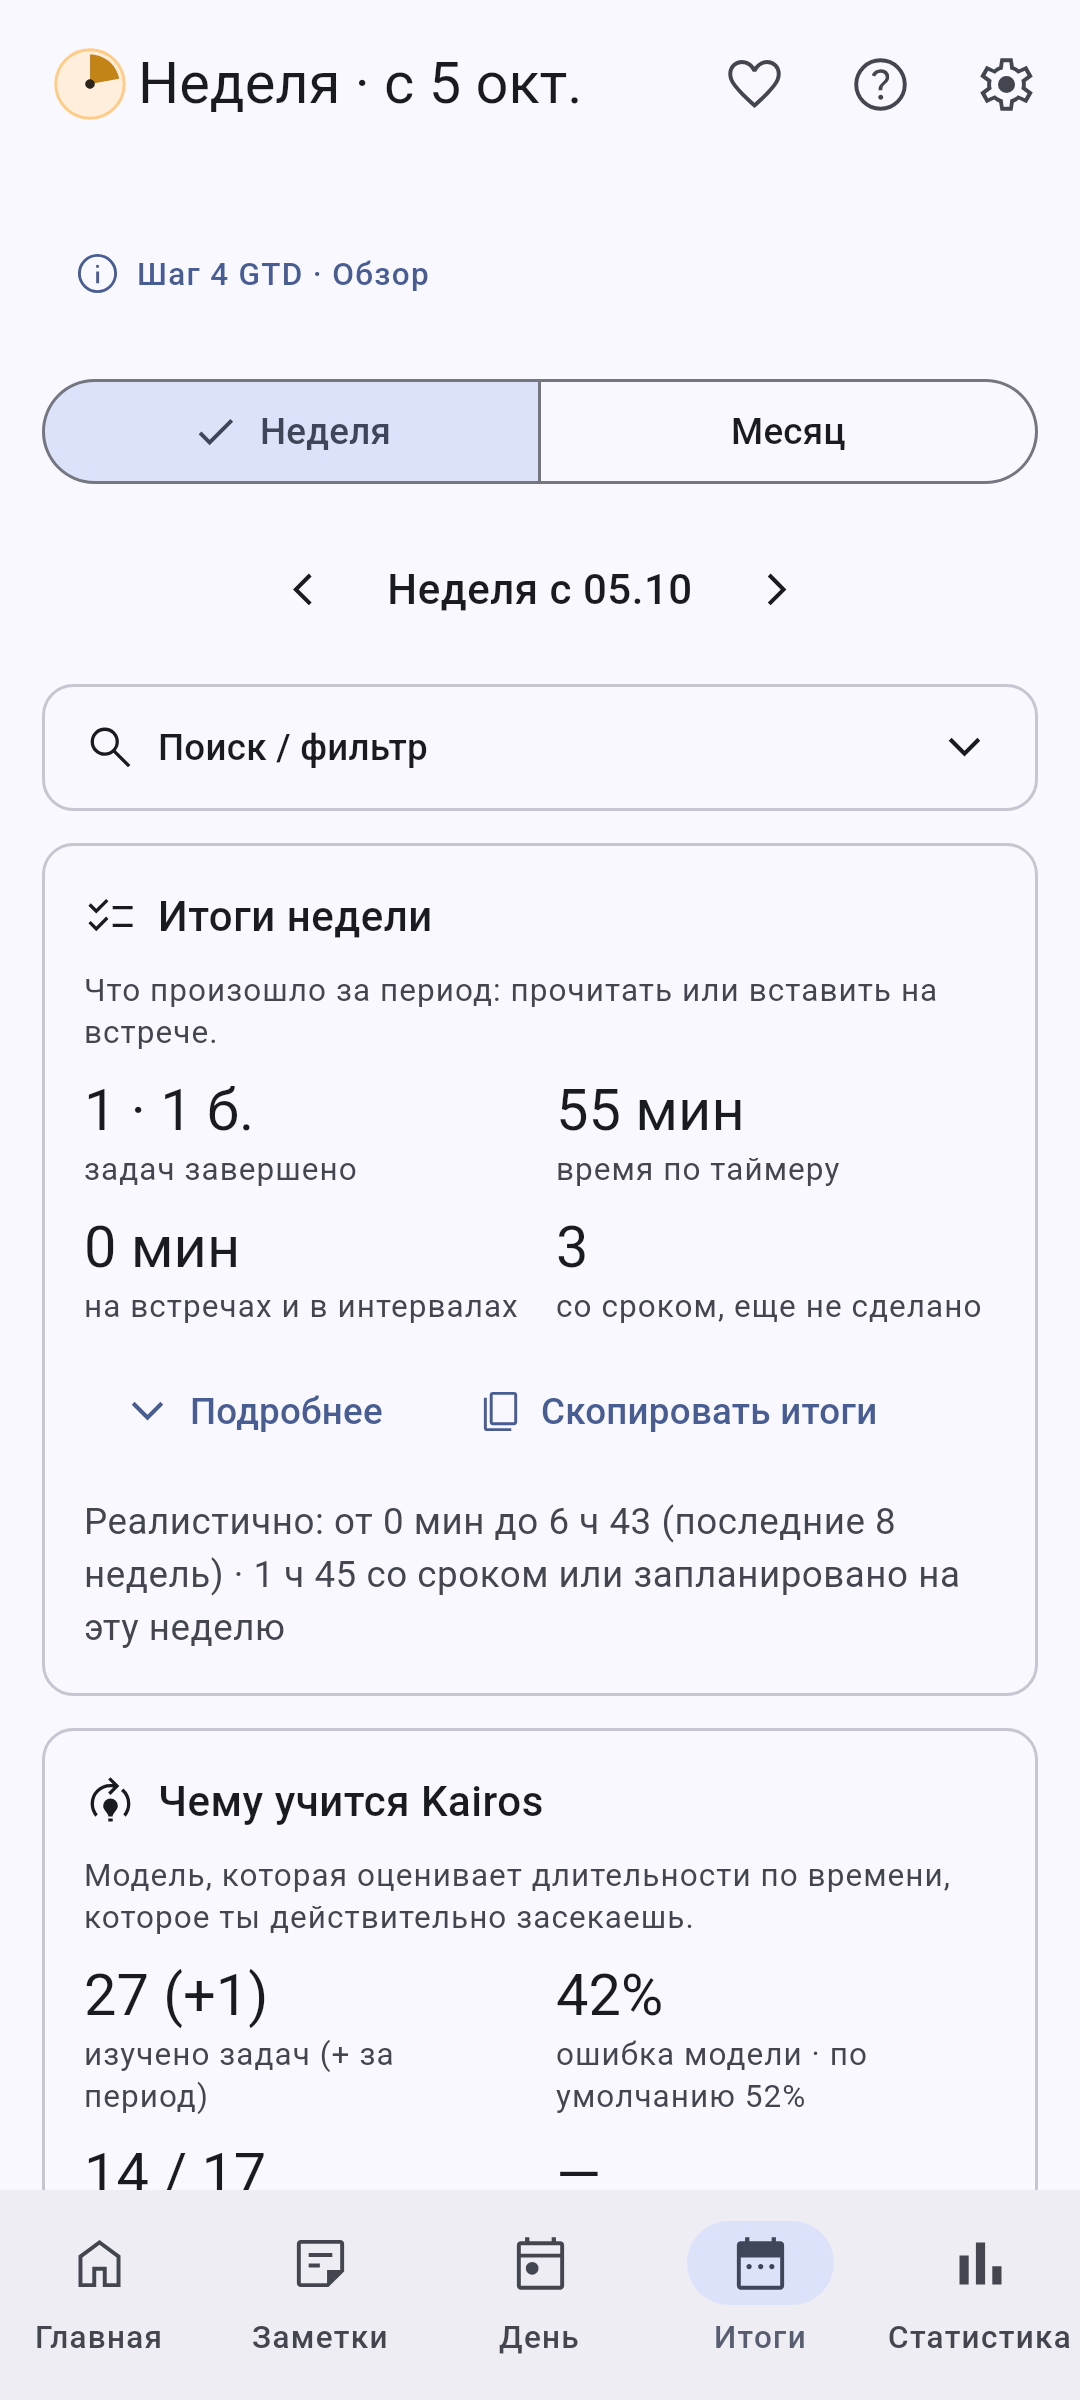 Неделя · с 5 окт.
Шаг 4 GTD · Обзор
Неделя
Месяц
Неделя с 05.10
Поиск / фильтр
Итоги недели
Что произошло за период: прочитать или вставить на
встрече.
1 · 1 б.
55 мин
задач завершено
время по таймеру
0 мин
3
на встречах и в интервалах
со сроком, еще не сделано
Подробнее
Скопировать итоги
Реалистично: от 0 мин до 6 ч 43 (последние 8
недель) · 1 ч 45 со сроком или запланировано на
эту неделю
Чему учится Kairos
Модель, которая оценивает длительности по времени,
которое ты действительно засекаешь.
27 (+1)
42%
изучено задач (+ за
период)
ошибка модели · по
умолчанию 52%
14 / 17
—
Главная
Заметки
День
Итоги
Статистика